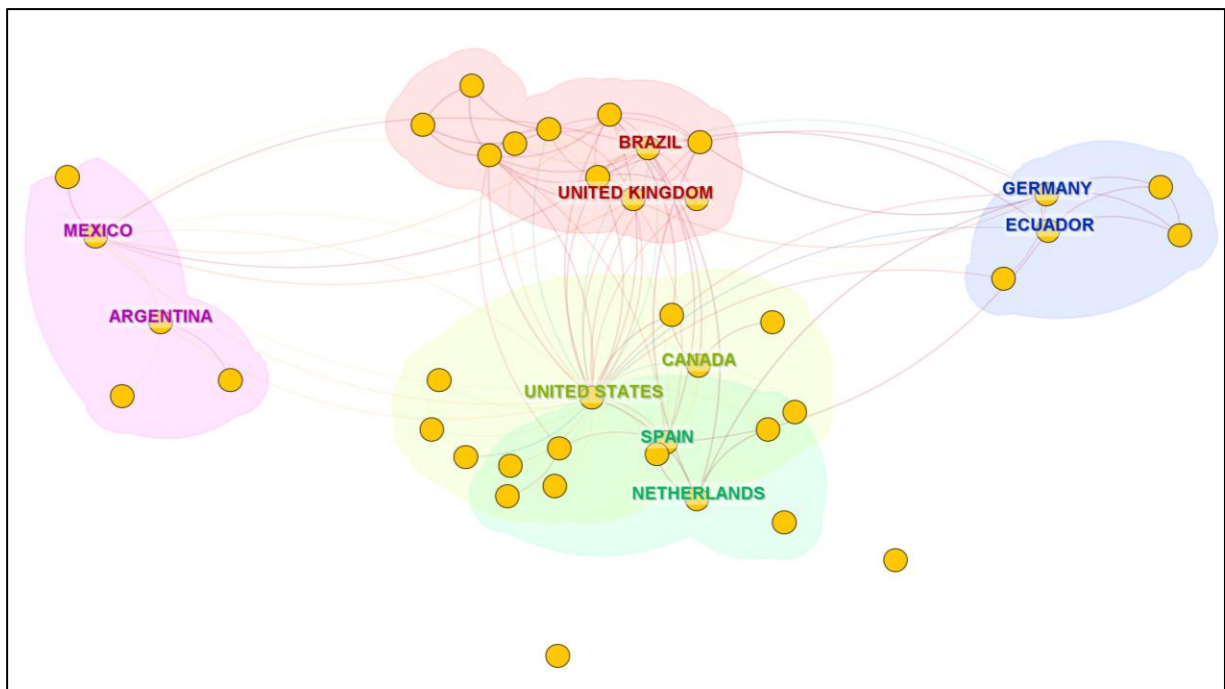 BRAZIL
UNITED KINGDOM
GERMANY
ECUADOR
MEXICO
ARGENTINA
CANADA
UNITED STATES
SPAIN
NETHERLANDS